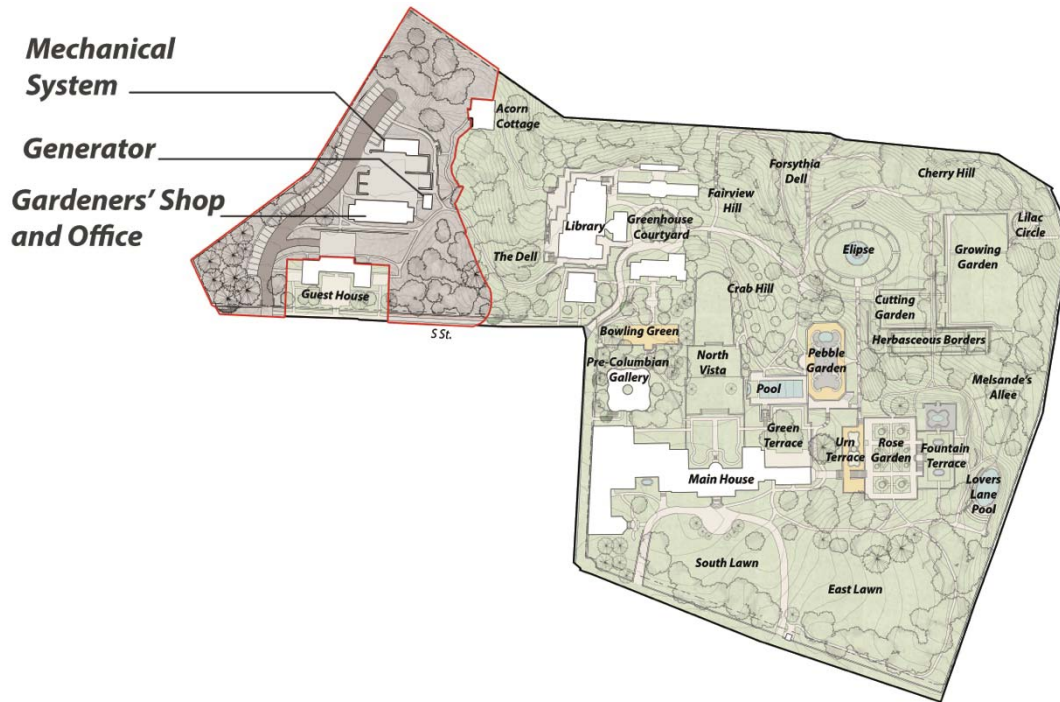 Mechanical
System
Generator
Gardeners' Shop
and Office
Acorn
Cottage
Guest House
S St.
The Dell
Library
Greenhouse
Courtyard
Fairview
Hill
Forsythia
Dell
Cherry Hill
Lilac
Circle
Elipse
Growing
Garden
Crab Hill
Cutting
Garden
Herbasceous Borders
Bowling Green
Pre-Columbian
Gallery
North
Vista
Pebble
Garden
Pool
Melsande's
Allee
Green
Terrace
Urn
Terrace
Rose
Garden
Fountain
Terrace
Main House
Lovers
Lane
Pool
South Lawn
East Lawn